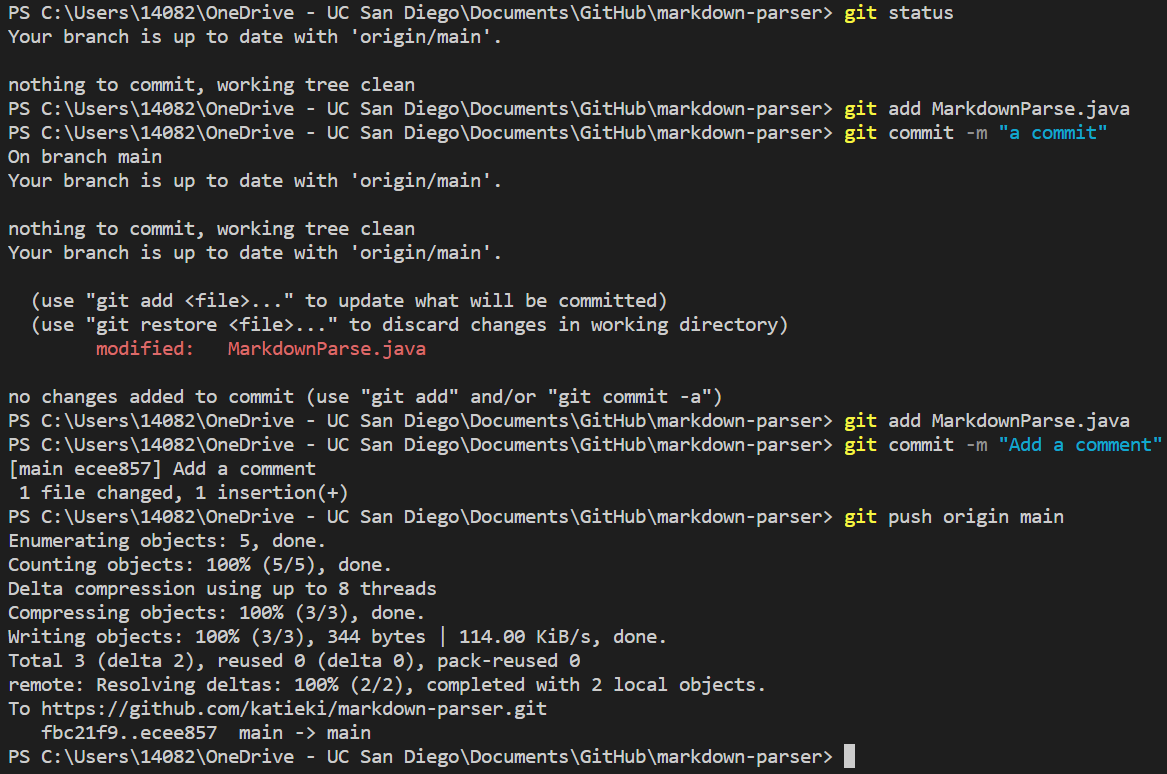 PS C:\Users\14082\OneDrive - UC San Diego\Documents\GitHub\markdown-parser> git status
Your branch is up to date with 'origin/main'.

nothing to commit, working tree clean
PS C:\Users\14082\OneDrive - UC San Diego\Documents\GitHub\markdown-parser> git add MarkdownParse.java
PS C:\Users\14082\OneDrive - UC San Diego\Documents\GitHub\markdown-parser> git commit -m "a commit"
On branch main
Your branch is up to date with 'origin/main'.

nothing to commit, working tree clean
Your branch is up to date with 'origin/main'.

  (use "git add <file>..." to update what will be committed)
  (use "git restore <file>..." to discard changes in working directory)
        modified:   MarkdownParse.java

no changes added to commit (use "git add" and/or "git commit -a")
PS C:\Users\14082\OneDrive - UC San Diego\Documents\GitHub\markdown-parser> git add MarkdownParse.java
PS C:\Users\14082\OneDrive - UC San Diego\Documents\GitHub\markdown-parser> git commit -m "Add a comment"
[main ecee857] Add a comment
 1 file changed, 1 insertion(+)
PS C:\Users\14082\OneDrive - UC San Diego\Documents\GitHub\markdown-parser> git push origin main
Enumerating objects: 5, done.
Counting objects: 100% (5/5), done.
Delta compression using up to 8 threads
Compressing objects: 100% (3/3), done.
Writing objects: 100% (3/3), 344 bytes | 114.00 KiB/s, done.
Total 3 (delta 2), reused 0 (delta 0), pack-reused 0
remote: Resolving deltas: 100% (2/2), completed with 2 local objects.
To https://github.com/katieki/markdown-parser.git
   fbc21f9..ecee857  main -> main
PS C:\Users\14082\OneDrive - UC San Diego\Documents\GitHub\markdown-parser>